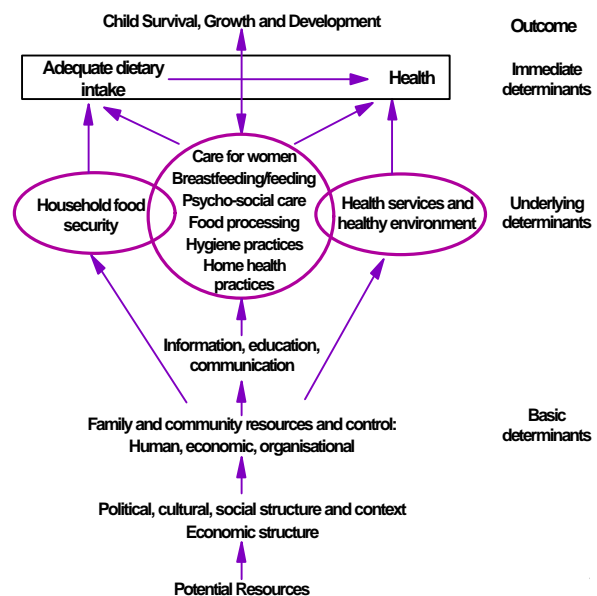 Child Survival, Growth and Development
Outcome
Adequate dietary
intake
Health
Immediate
determinants
Care for women
Breastfeeding/feeding
Psycho-social care
Food processing
Hygiene practices
Home health
practices
Household food
security
Health services and
healthy environment
Underlying
determinants
Information, education,
communication
Family and community resources and control:
Human, economic, organisational
Basic
determinants
Political, cultural, social structure and context
Economic structure
Potential Resources